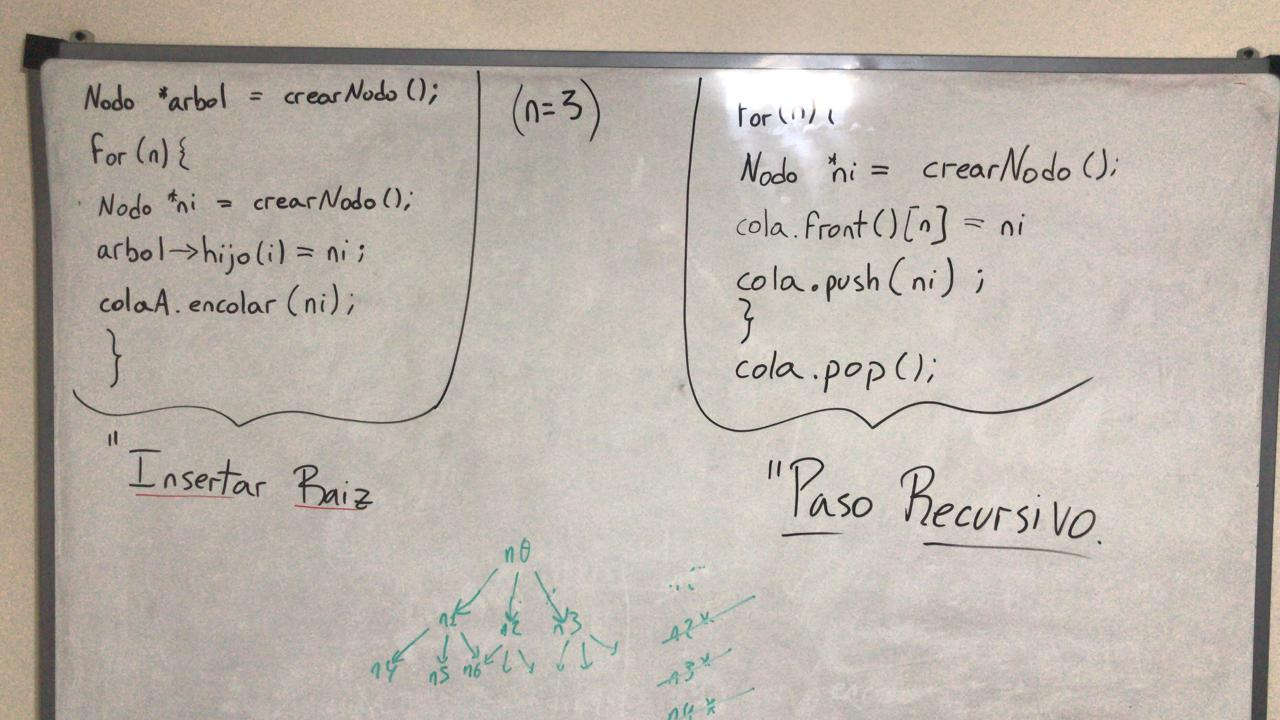 Nodo *arbol = crearNodo();
for(n){
Nodo *ni = crearNodo();
arbol→hijo(i) = ni;
colaA.encolar(ni);
}
"Insertar Raiz
(n=3)
for(n){
Nodo *ni = crearNodo();
cola.front()[n] = ni
cola.push(ni);
}
cola.pop();
"Paso Recursivo.
n0
n1 n2 n3
n4 n5 n6
n2*
n3*
n4*